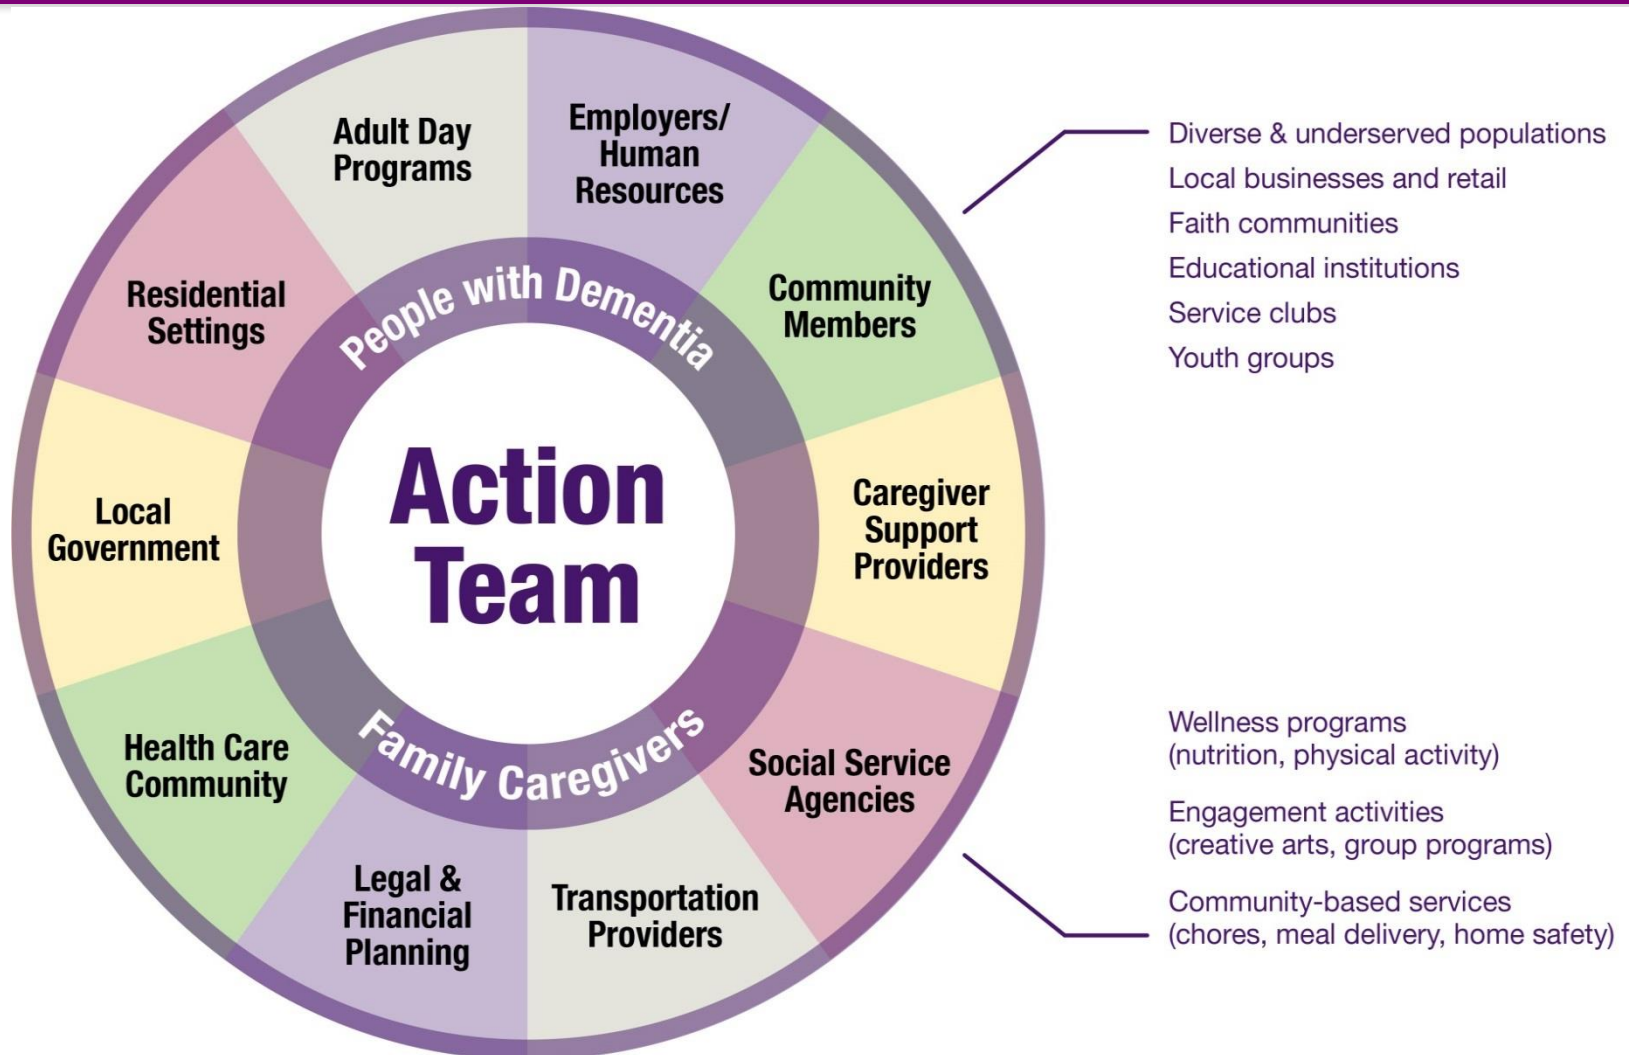 Adult Day
Programs
Employers/
Human
Resources
Community
Members
Caregiver
Support
Providers
Social Service
Agencies
Transportation
Providers
Legal &
Financial
Planning
Health Care
Community
Local
Government
Residential
Settings
People with Dementia
Family Caregivers
Action
Team
Diverse & underserved populations
Local businesses and retail
Faith communities
Educational institutions
Service clubs
Youth groups
Wellness programs
(nutrition, physical activity)
Engagement activities
(creative arts, group programs)
Community-based services
(chores, meal delivery, home safety)